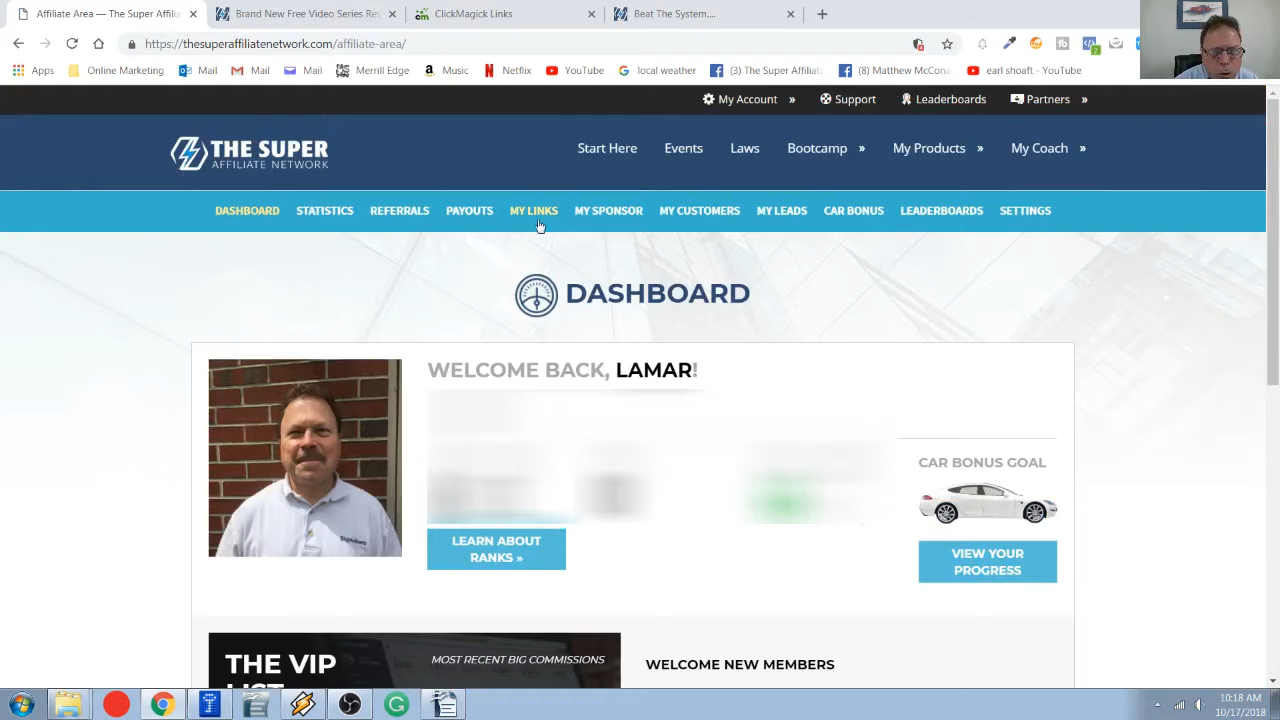 Affiliate Area — The Super Affilia
Brand New Free Video Series Rev
ClickMagick Links
Beat The System....
https://thesuperaffiliatenetwork.com/affiliate-area/
Apps
Online Marketing
Mail
Mail
Mail
Merrill Edge
Music
Netflix
YouTube
local weather
(3) The Super Affiliat
(8) Matthew McCona
earl shoaft - YouTube
My Account »
Support
Leaderboards
Partners »
THE SUPER
AFFILIATE NETWORK
Start Here
Events
Laws
Bootcamp »
My Products »
My Coach »
DASHBOARD
STATISTICS
REFERRALS
PAYOUTS
MY LINKS
MY SPONSOR
MY CUSTOMERS
MY LEADS
CAR BONUS
LEADERBOARDS
SETTINGS
DASHBOARD
WELCOME BACK, LAMAR!
CAR BONUS GOAL
LEARN ABOUT
RANKS »
VIEW YOUR
PROGRESS
THE VIP
LIST
MOST RECENT BIG COMMISSIONS
WELCOME NEW MEMBERS
10:18 AM
10/17/2018